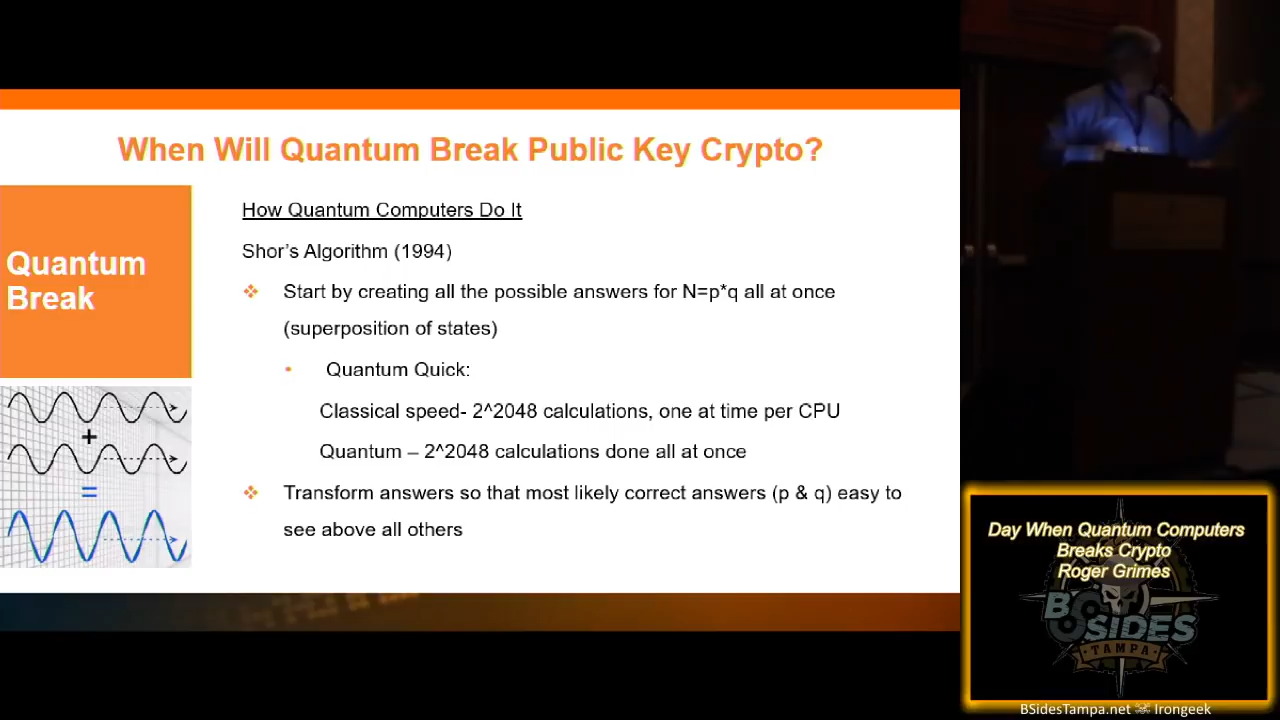 When Will Quantum Break Public Key Crypto?
Quantum
Break
How Quantum Computers Do It
Shor's Algorithm (1994)
Start by creating all the possible answers for N=p*q all at once
(superposition of states)
Quantum Quick:
Classical speed- 2^2048 calculations, one at time per CPU
Quantum – 2^2048 calculations done all at once
Transform answers so that most likely correct answers (p & q) easy to
see above all others
+
=
Day When Quantum Computers
Breaks Crypto
Roger Grimes
BSIDES
TAMPA
BSidesTampa.net ☠ Irongeek